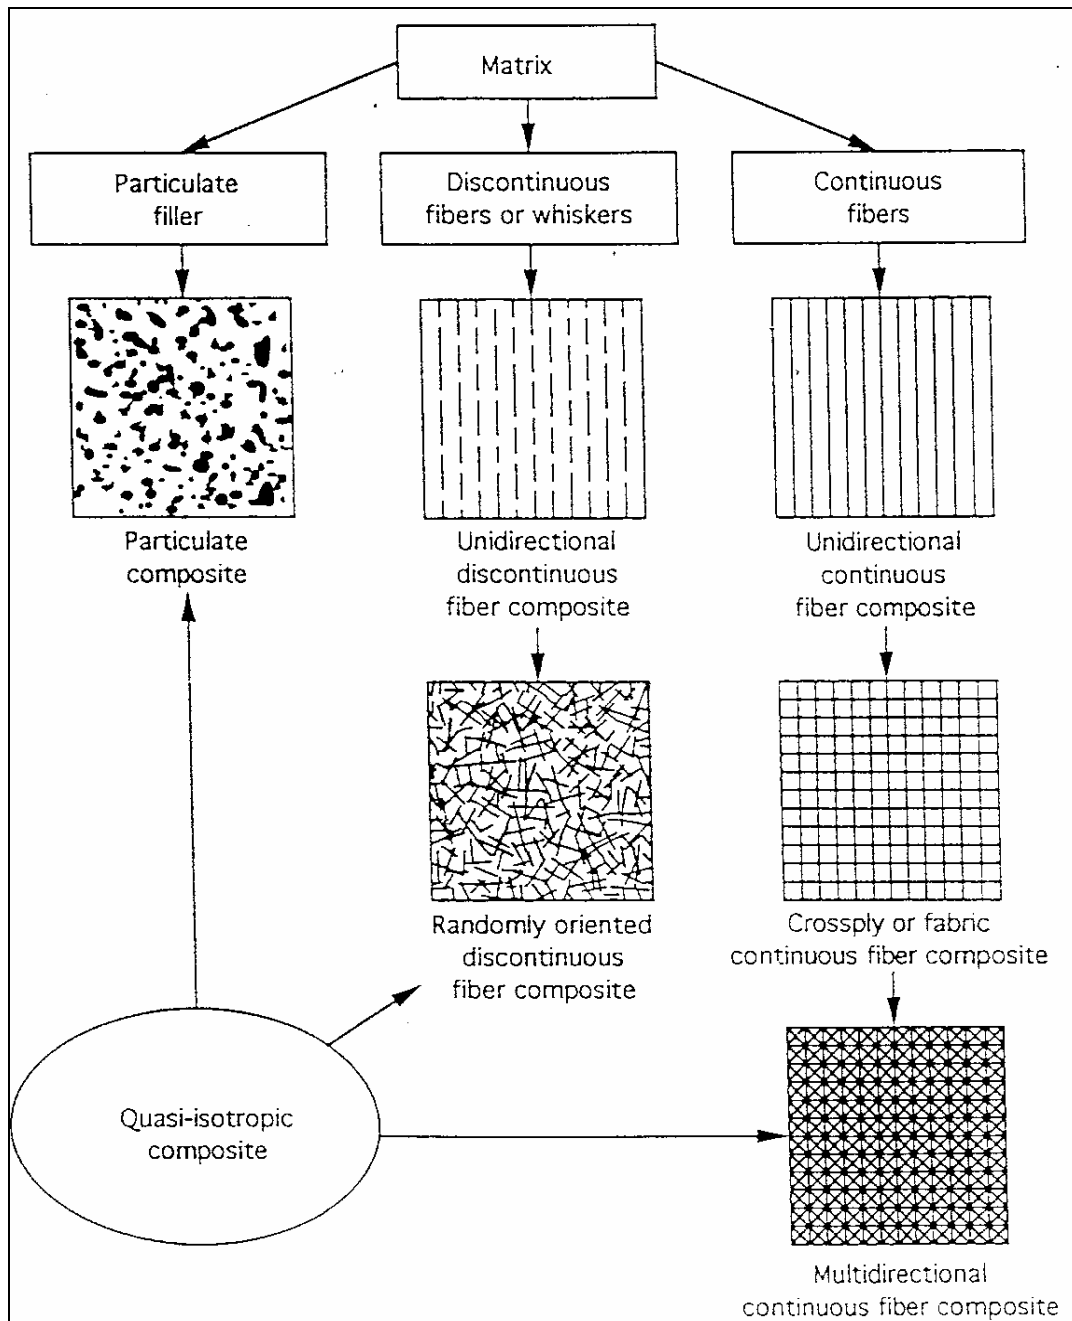 Matrix
Particulate
filler
Discontinuous
fibers or whiskers
Continuous
fibers
Particulate
composite
Unidirectional
discontinuous
fiber composite
Unidirectional
continuous
fiber composite
Randomly oriented
discontinuous
fiber composite
Crossply or fabric
continuous fiber composite
Quasi-isotropic
composite
Multidirectional
continuous fiber composite